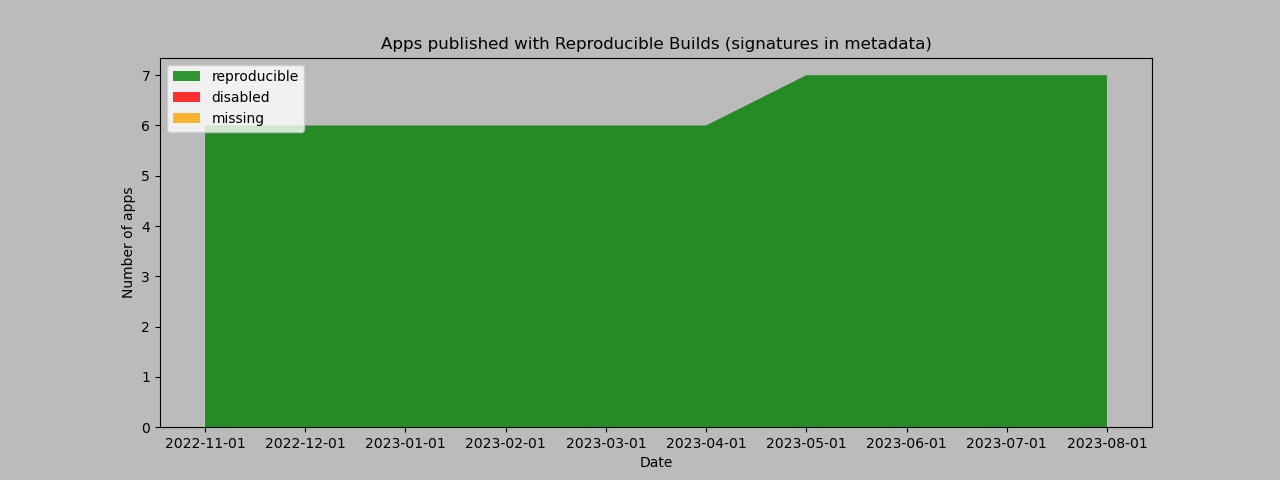 Apps published with Reproducible Builds (signatures in metadata)
reproducible
disabled
missing
Number of apps
7
6
5
4
3
2
1
0
2022-11-01 2022-12-01 2023-01-01 2023-02-01 2023-03-01 2023-04-01 2023-05-01 2023-06-01 2023-07-01 2023-08-01
Date